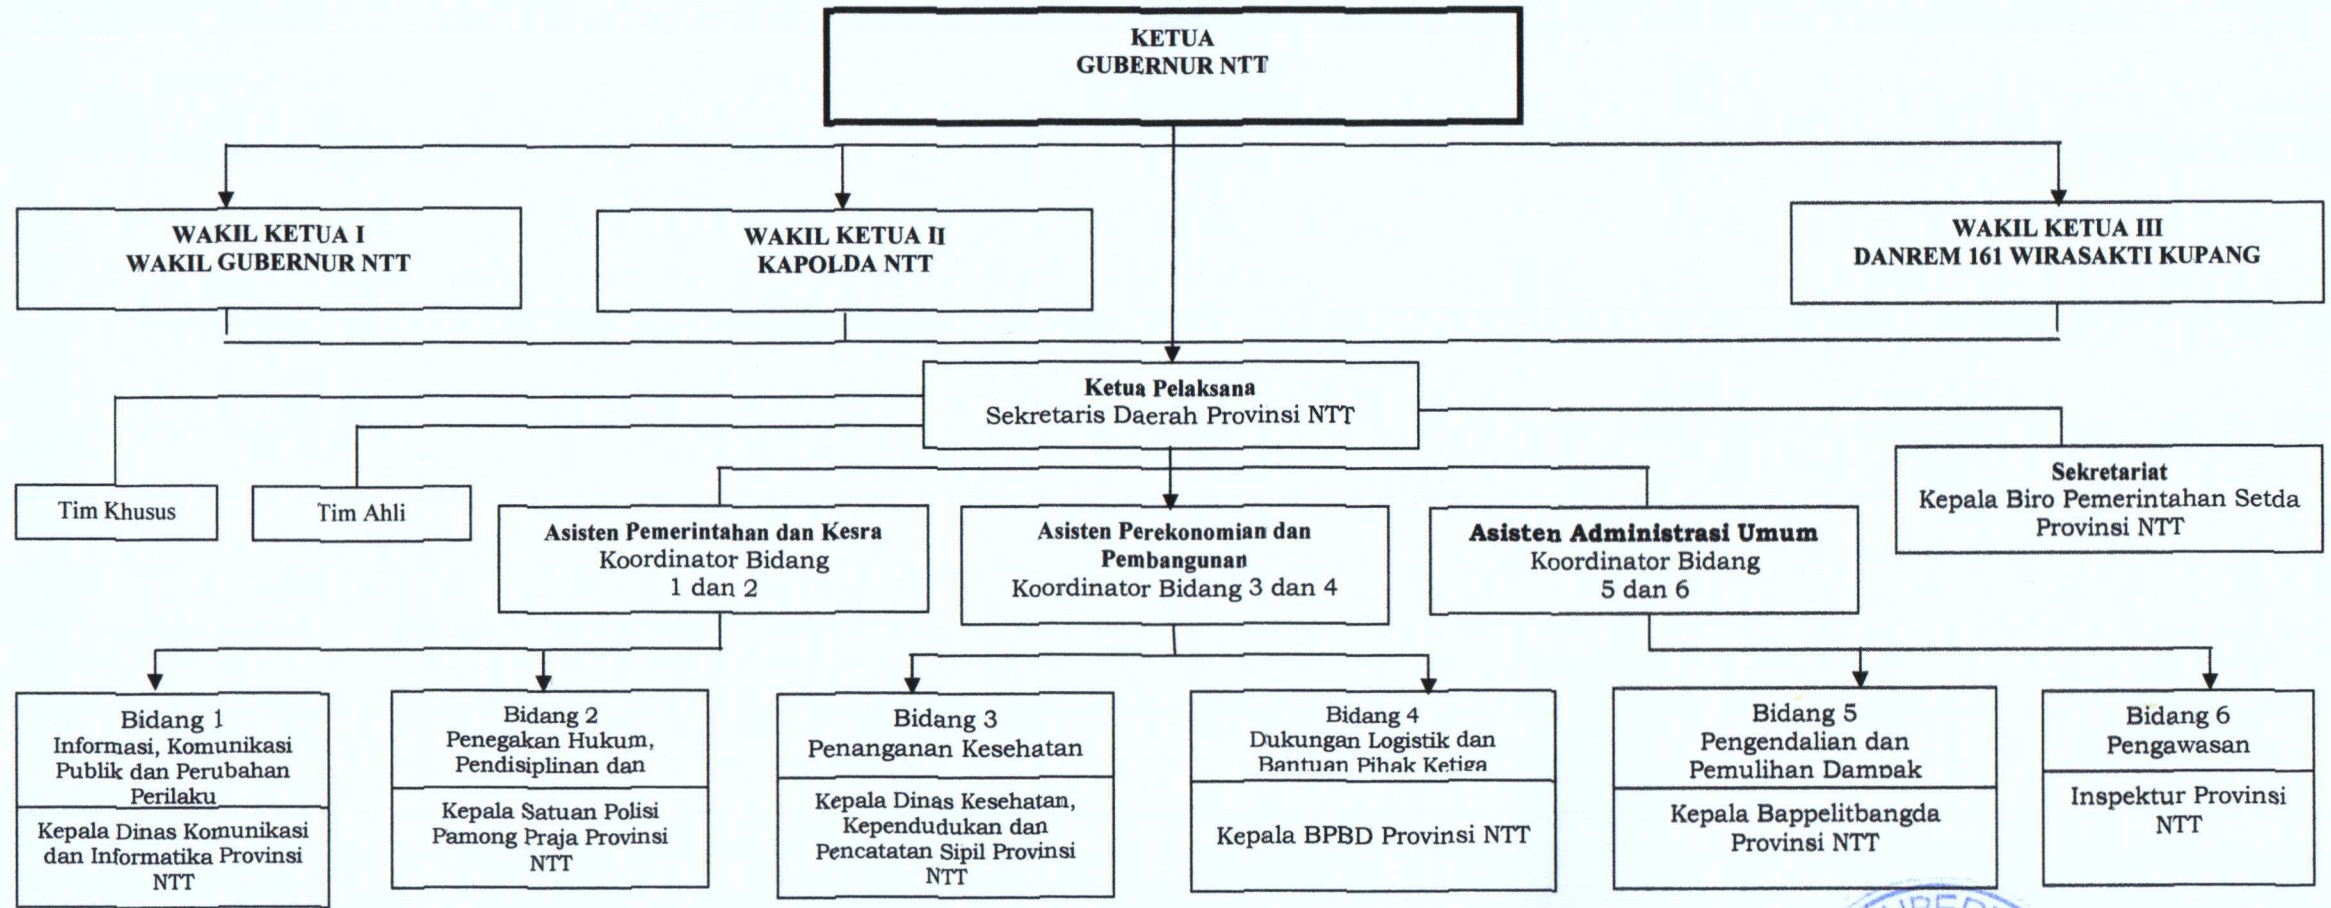 KETUA
GUBERNUR NTT
WAKIL KETUA I
WAKIL GUBERNUR NTT
WAKIL KETUA II
KAPOLDA NTT
WAKIL KETUA III
DANREM 161 WIRASAKTI KUPANG
Ketua Pelaksana
Sekretaris Daerah Provinsi NTT
Tim Khusus
Tim Ahli
Sekretariat
Kepala Biro Pemerintahan Setda
Provinsi NTT
Asisten Pemerintahan dan Kesra
Koordinator Bidang
1 dan 2
Asisten Perekonomian dan
Pembangunan
Koordinator Bidang 3 dan 4
Asisten Administrasi Umum
Koordinator Bidang
5 dan 6
Bidang 1
Informasi, Komunikasi
Publik dan Perubahan
Perilaku
Kepala Dinas Komunikasi
dan Informatika Provinsi
NTT
Bidang 2
Penegakan Hukum,
Pendisiplinan dan
Kepala Satuan Polisi
Pamong Praja Provinsi
NTT
Bidang 3
Penanganan Kesehatan
Kepala Dinas Kesehatan,
Kependudukan dan
Pencatatan Sipil Provinsi
NTT
Bidang 4
Dukungan Logistik dan
Bantuan Pihak Ketiga
Kepala BPBD Provinsi NTT
Bidang 5
Pengendalian dan
Pemulihan Dampak
Kepala Bappelitbangda
Provinsi NTT
Bidang 6
Pengawasan
Inspektur Provinsi
NTT